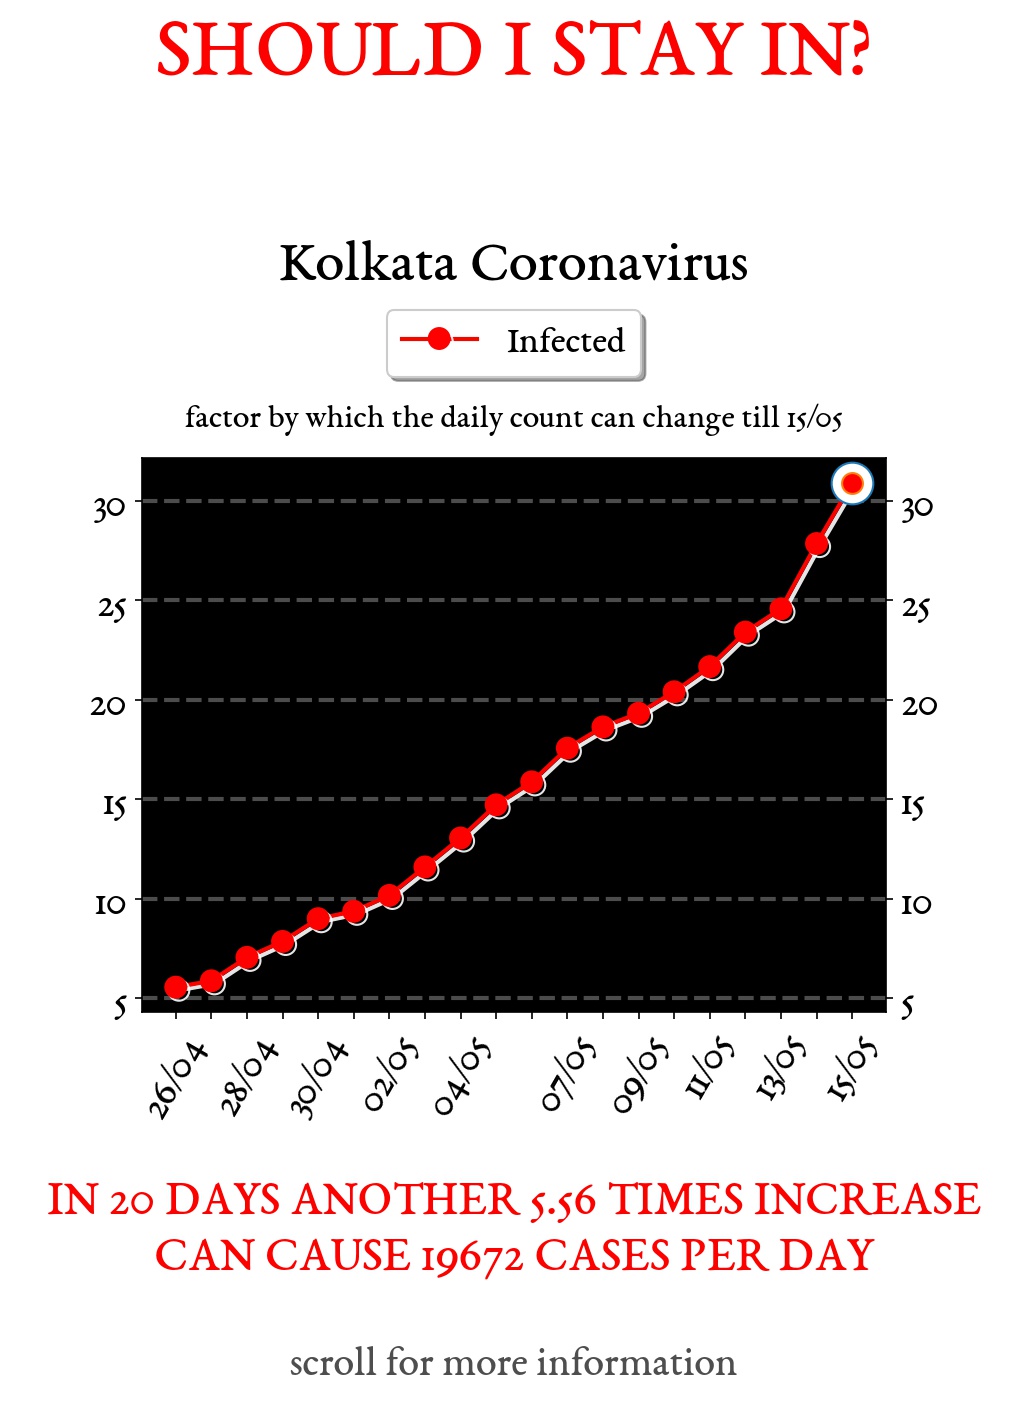 SHOULD I STAY IN?
Kolkata Coronavirus
Infected
factor by which the daily count can change till 15/05
30 30
25 25
20 20
15 15
10 10
5 5
26/04 28/04 30/04 02/05 04/05 07/05 09/05 11/05 13/05 15/05
IN 20 DAYS ANOTHER 5.56 TIMES INCREASE
CAN CAUSE 19672 CASES PER DAY
scroll for more information